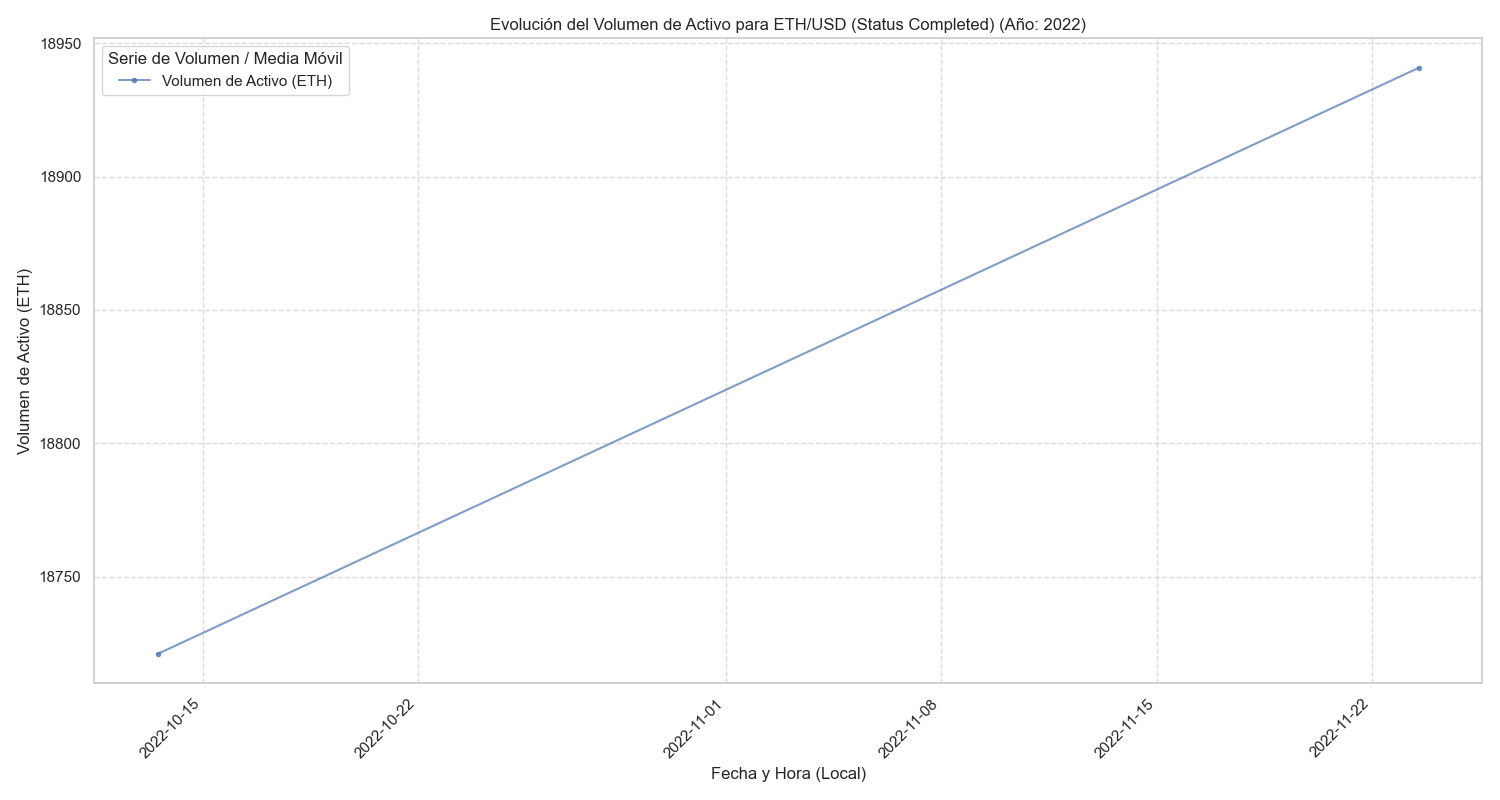 Evolución del Volumen de Activo para ETH/USD (Status Completed) (Año: 2022)
Serie de Volumen / Media Móvil
Volumen de Activo (ETH)
Volumen de Activo (ETH)
18950
18900
18850
18800
18750
2022-10-15
2022-10-22
2022-11-01
2022-11-08
2022-11-15
2022-11-22
Fecha y Hora (Local)